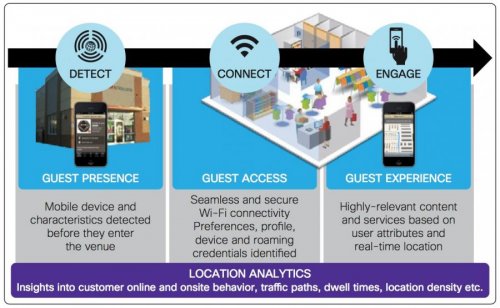 DETECT
CONNECT
ENGAGE
GUEST PRESENCE
Mobile device and
characteristics detected
before they enter
the venue
GUEST ACCESS
Seamless and secure
Wi-Fi connectivity
Preferences, profile,
device and roaming
credentials identified
GUEST EXPERIENCE
Highly-relevant content
and services based on
user attributes and
real-time location
LOCATION ANALYTICS
Insights into customer online and onsite behavior, traffic paths, dwell times, location density etc.